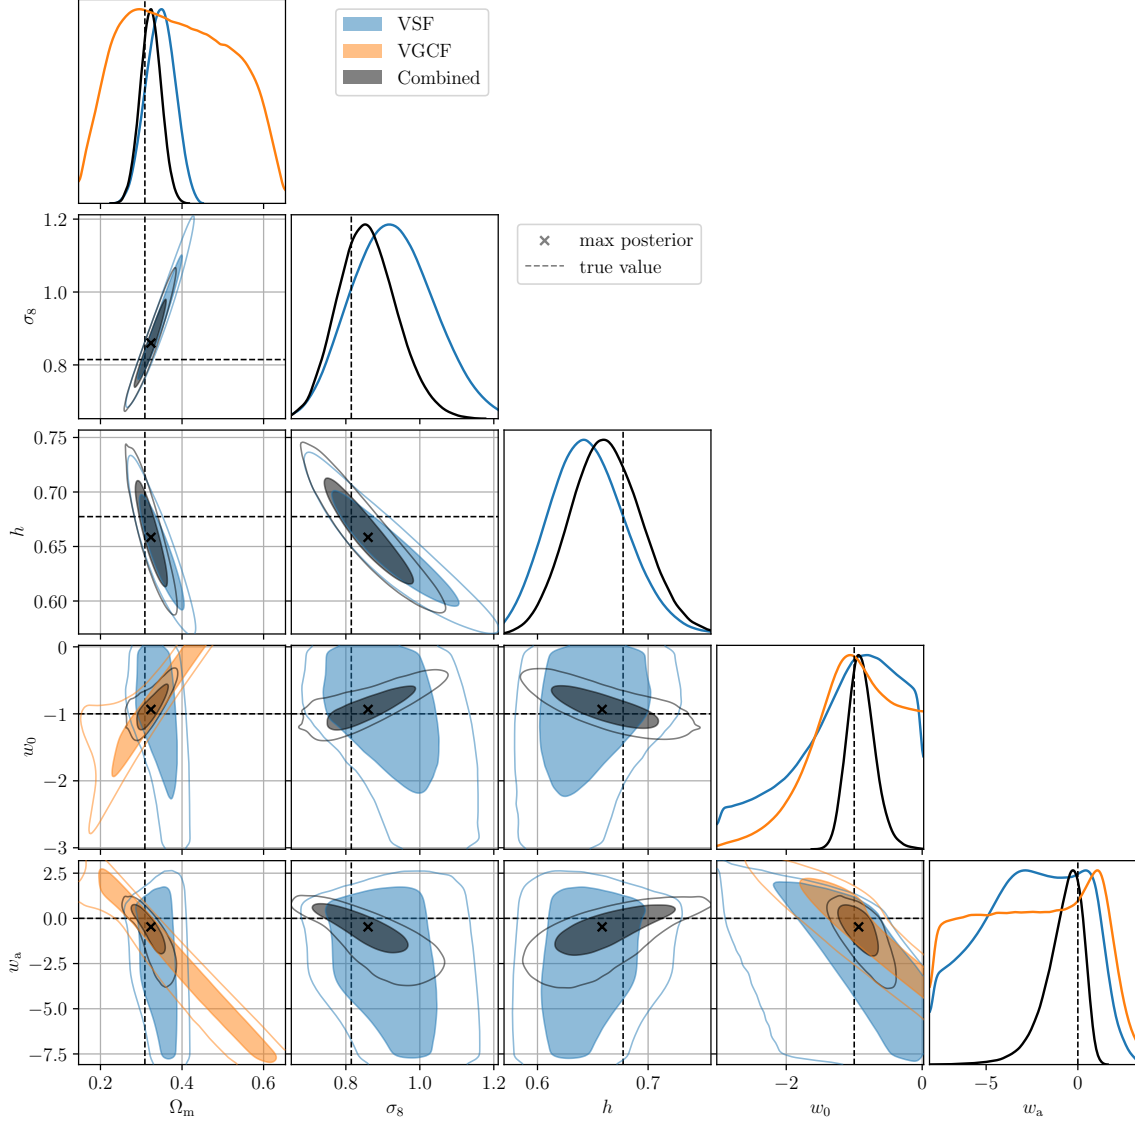 VSF
VGCF
Combined
1.2
1.0
0.8
σ₈
max posterior
true value
0.75
0.70
0.65
0.60
h
0
−1
−2
−3
w₀
2.5
0.0
−2.5
−5.0
−7.5
wₐ
0.2 0.4 0.6 0.8 1.0 1.2 0.6 0.7 −2 0 −5 0
Ωₘ σ₈ h w₀ wₐ